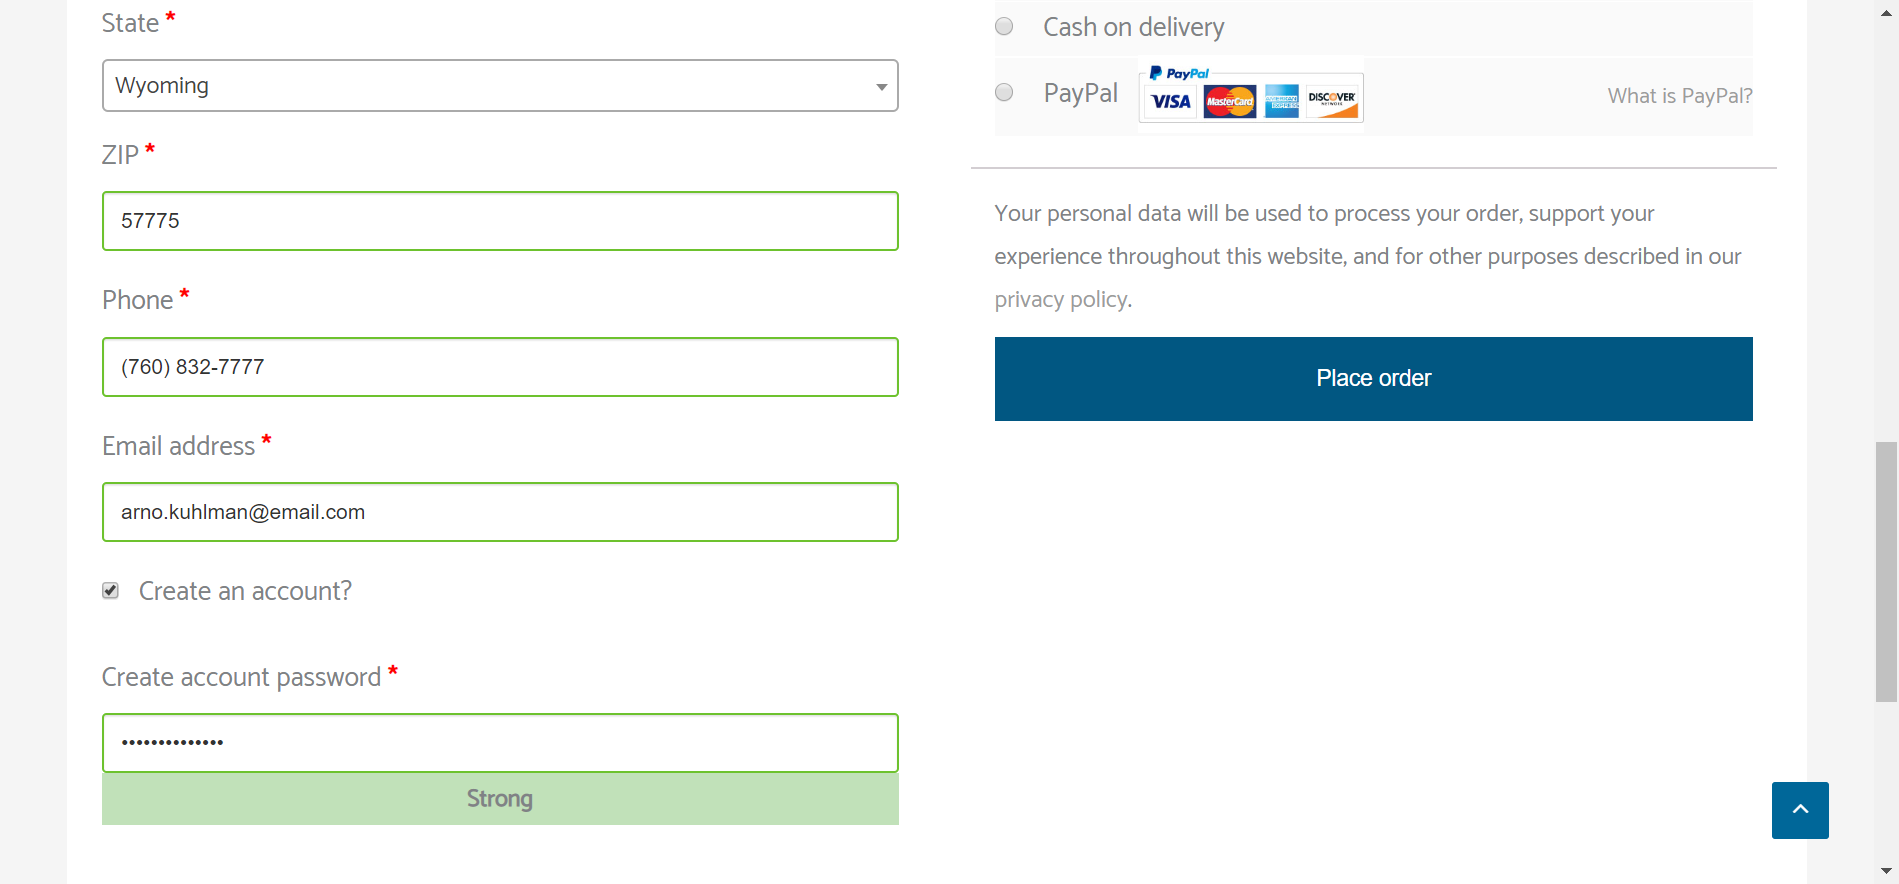 State *
Wyoming
ZIP *
57775
Phone *
(760) 832-7777
Email address *
arno.kuhlman@email.com
Create an account?
Create account password *
••••••••••••••
Strong
Cash on delivery
PayPal
PayPal
VISA MasterCard AMERICAN EXPRESS DISCOVER
NETWORK
What is PayPal?
Your personal data will be used to process your order, support your
experience throughout this website, and for other purposes described in our
privacy policy.
Place order